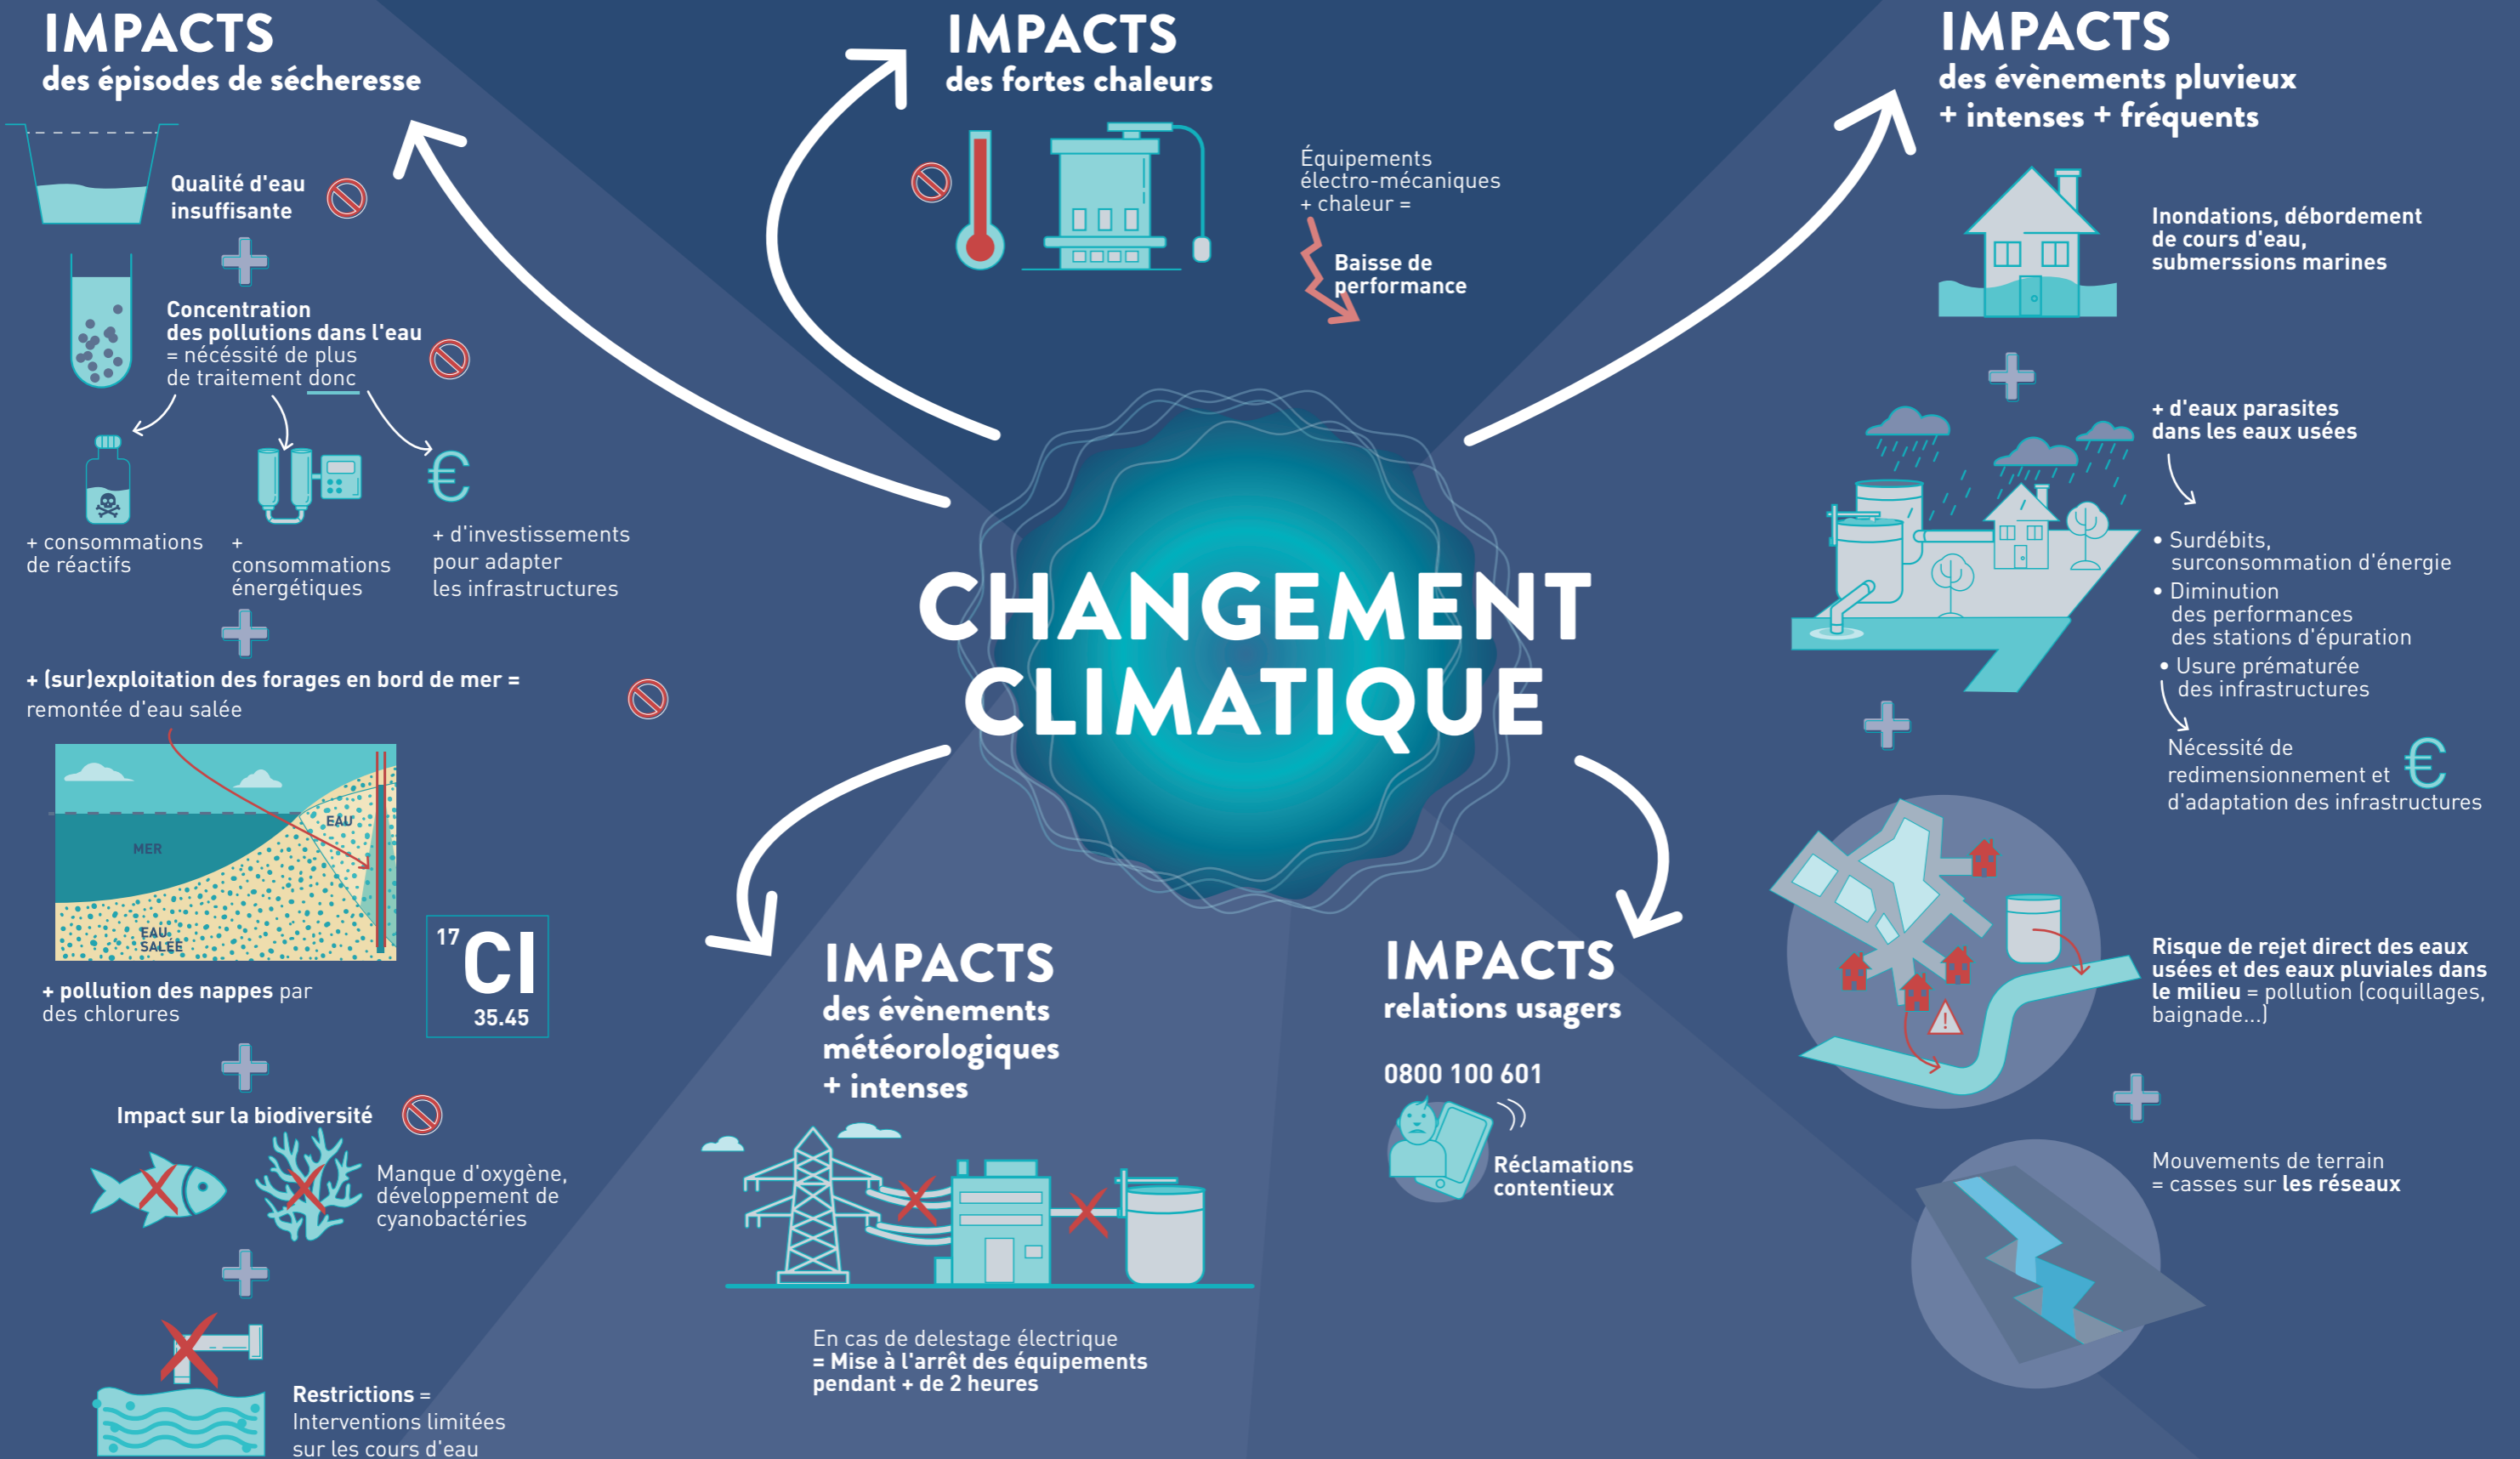 IMPACTS
des épisodes de sécheresse
Qualité d'eau
insuffisante
Concentration
des pollutions dans l'eau
= nécéssité de plus
de traitement donc
+ consommations
de réactifs
+
consommations
énergétiques
€
+ d'investissements
pour adapter
les infrastructures
+ (sur)exploitation des forages en bord de mer =
remontée d'eau salée
EAU
MER
EAU
SALÉE
17
Cl
35.45
+ pollution des nappes par
des chlorures
Impact sur la biodiversité
Manque d'oxygène,
développement de
cyanobactéries
Restrictions =
Interventions limitées
sur les cours d'eau
IMPACTS
des fortes chaleurs
Équipements
électro-mécaniques
+ chaleur =
Baisse de
performance
CHANGEMENT
CLIMATIQUE
IMPACTS
des évènements
météorologiques
+ intenses
En cas de delestage électrique
= Mise à l'arrêt des équipements
pendant + de 2 heures
IMPACTS
relations usagers
0800 100 601
Réclamations
contentieux
IMPACTS
des évènements pluvieux
+ intenses + fréquents
Inondations, débordement
de cours d'eau,
submerssions marines
+ d'eaux parasites
dans les eaux usées
• Surdébits,
surconsommation d'énergie
• Diminution
des performances
des stations d'épuration
• Usure prématurée
des infrastructures
Nécessité de
redimensionnement et
d'adaptation des infrastructures
€
Risque de rejet direct des eaux
usées et des eaux pluviales dans
le milieu = pollution (coquillages,
baignade...)
!
Mouvements de terrain
= casses sur les réseaux